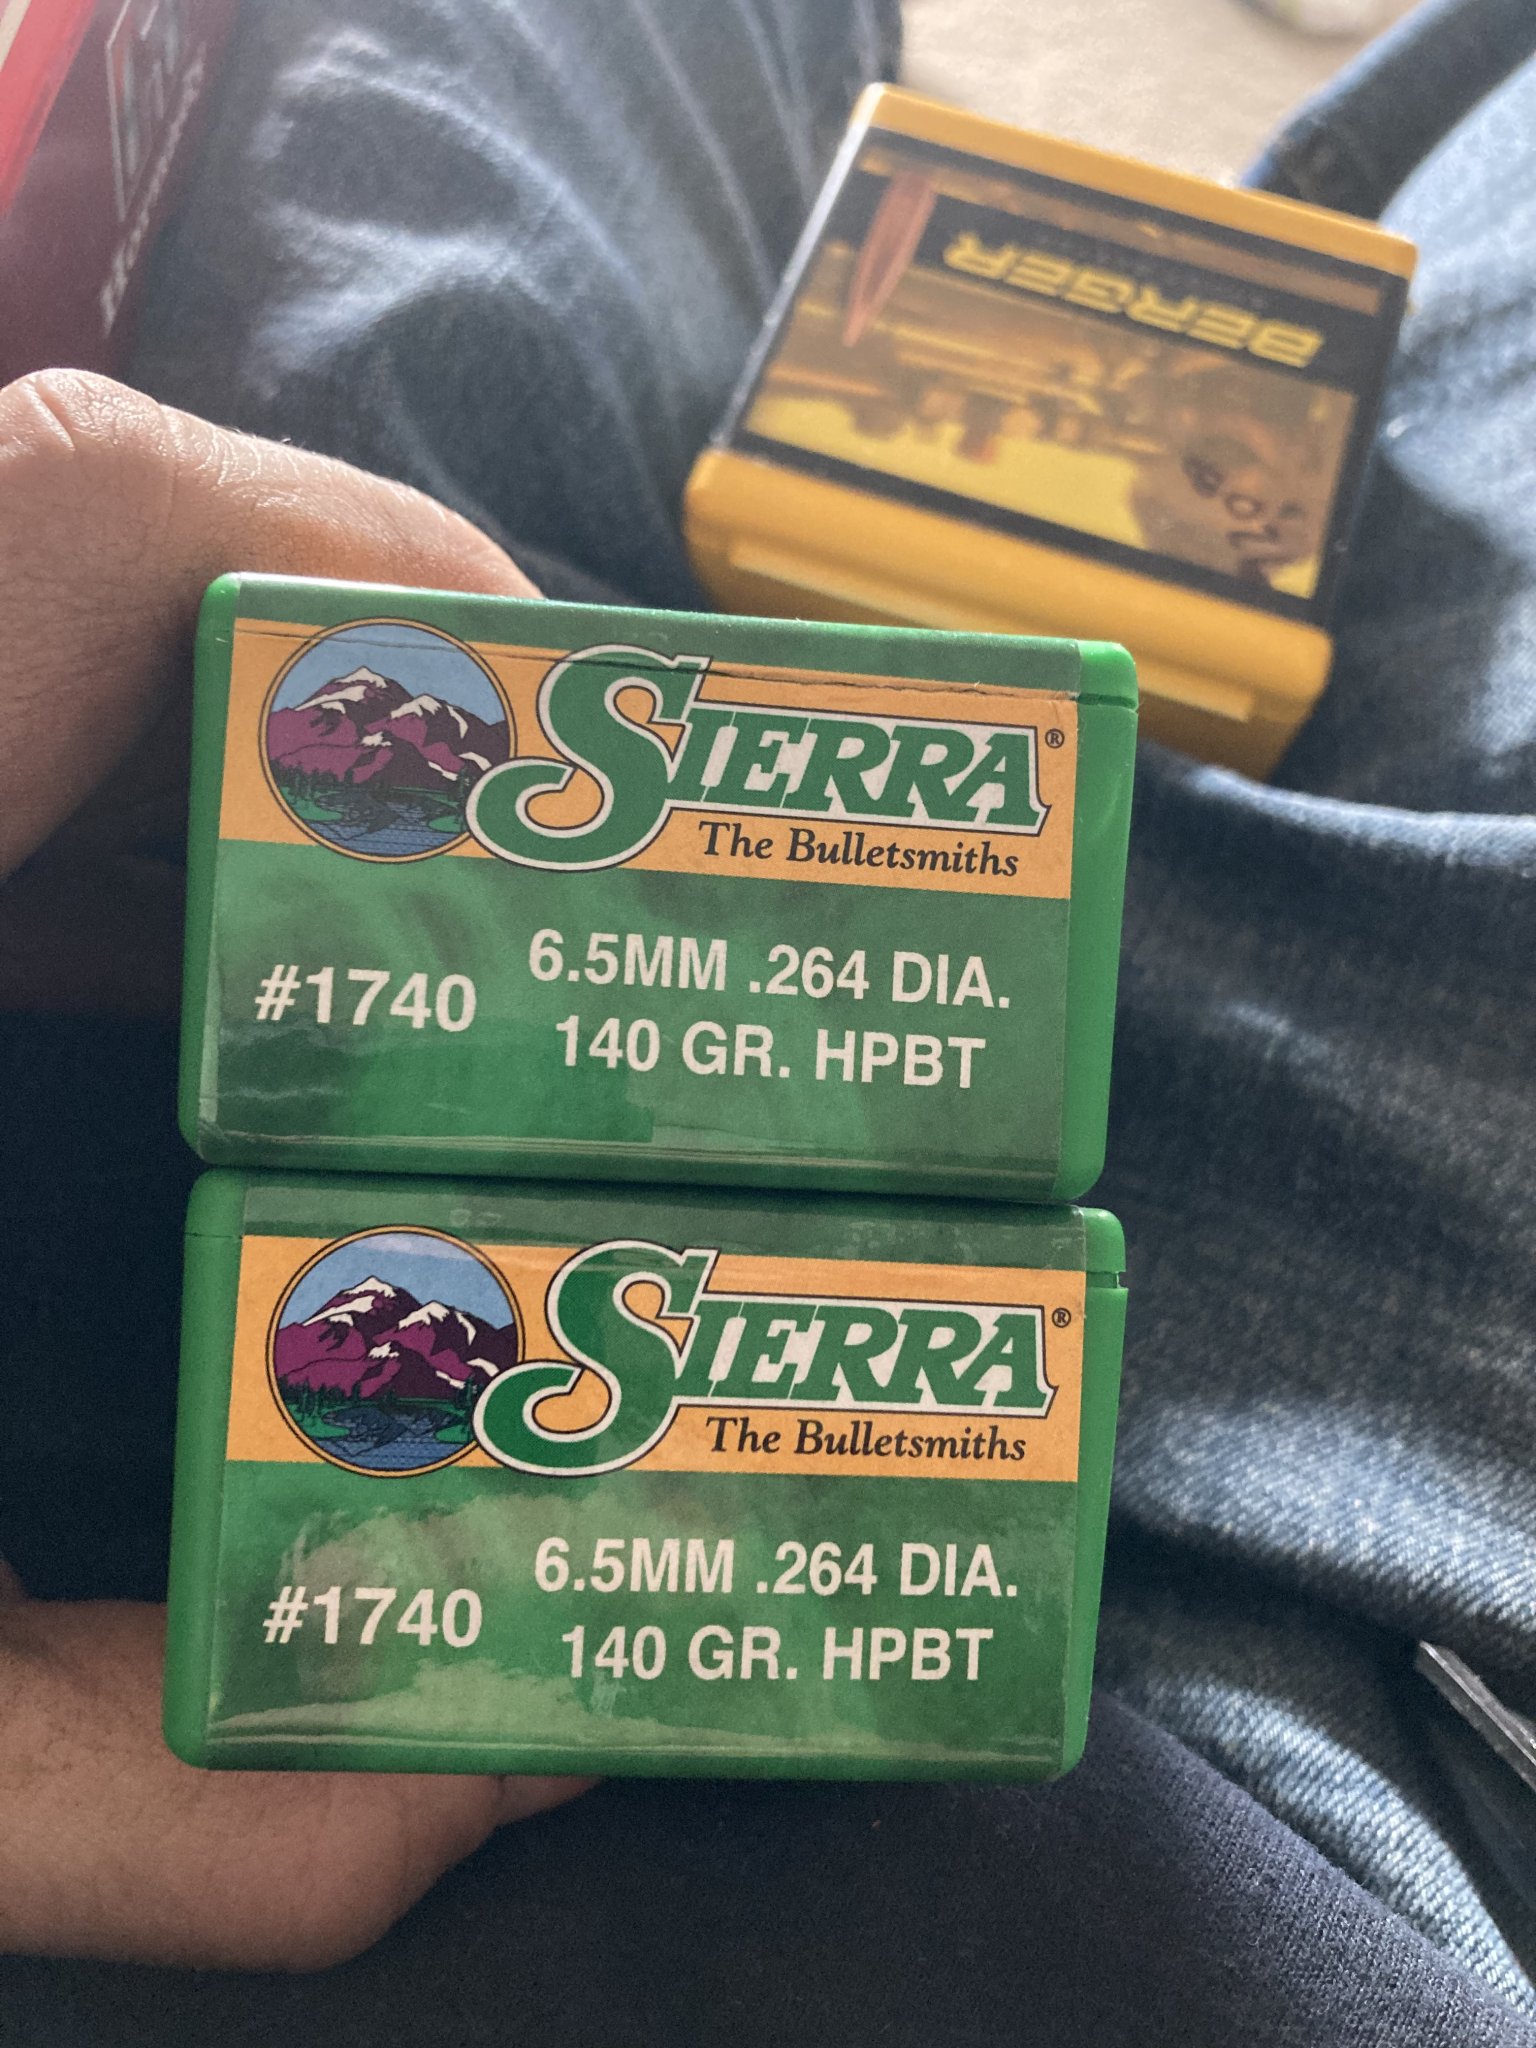 BERGER
SIERRA®
The Bulletsmiths
#1740
6.5MM .264 DIA.
140 GR. HPBT
SIERRA®
The Bulletsmiths
#1740
6.5MM .264 DIA.
140 GR. HPBT